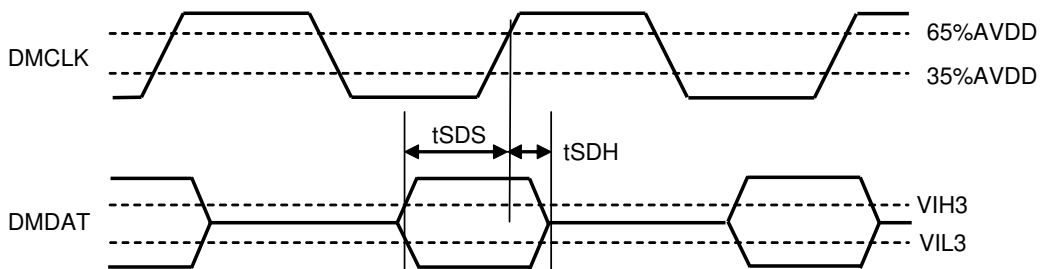 65%AVDD
DMCLK
35%AVDD
tSDS
tSDH
VIH3
DMDAT
VIL3